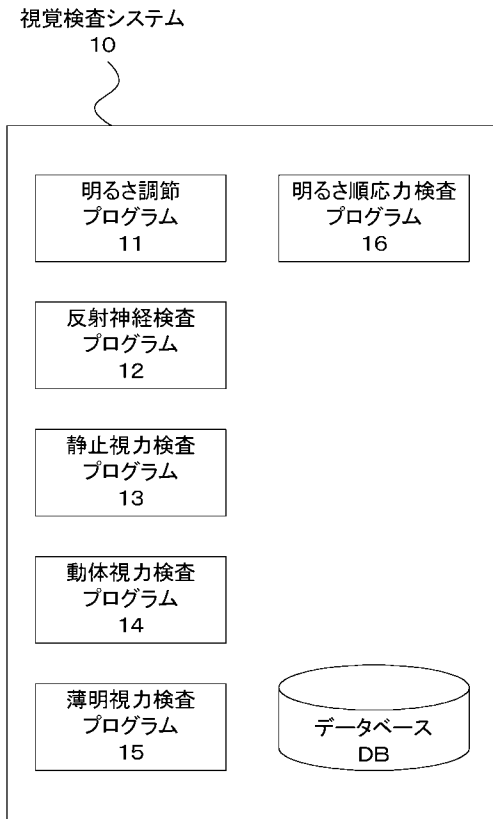 視覚検査システム
10
明るさ調節
プログラム
11
反射神経検査
プログラム
12
静止視力検査
プログラム
13
動体視力検査
プログラム
14
薄明視力検査
プログラム
15
明るさ順応力検査
プログラム
16
データベース
DB